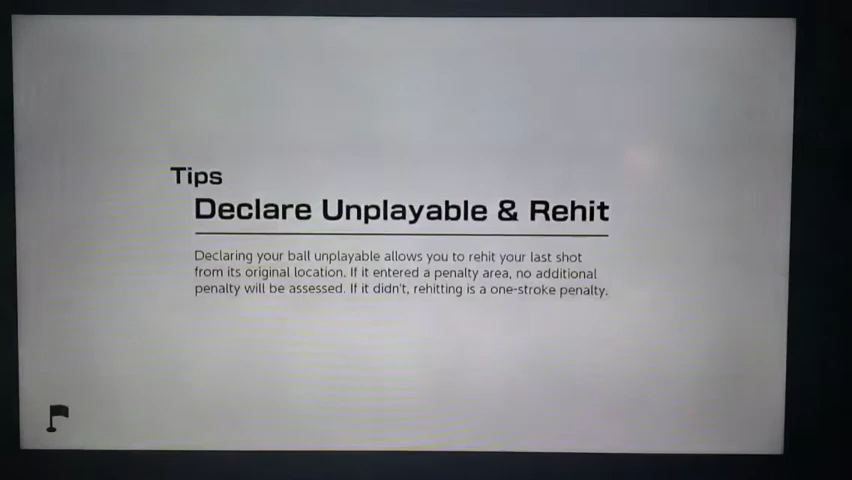 Tips
Declare Unplayable & Rehit
Declaring your ball unplayable allows you to rehit your last shot
from its original location. If it entered a penalty area, no additional
penalty will be assessed. If it didn't, rehitting is a one-stroke penalty.